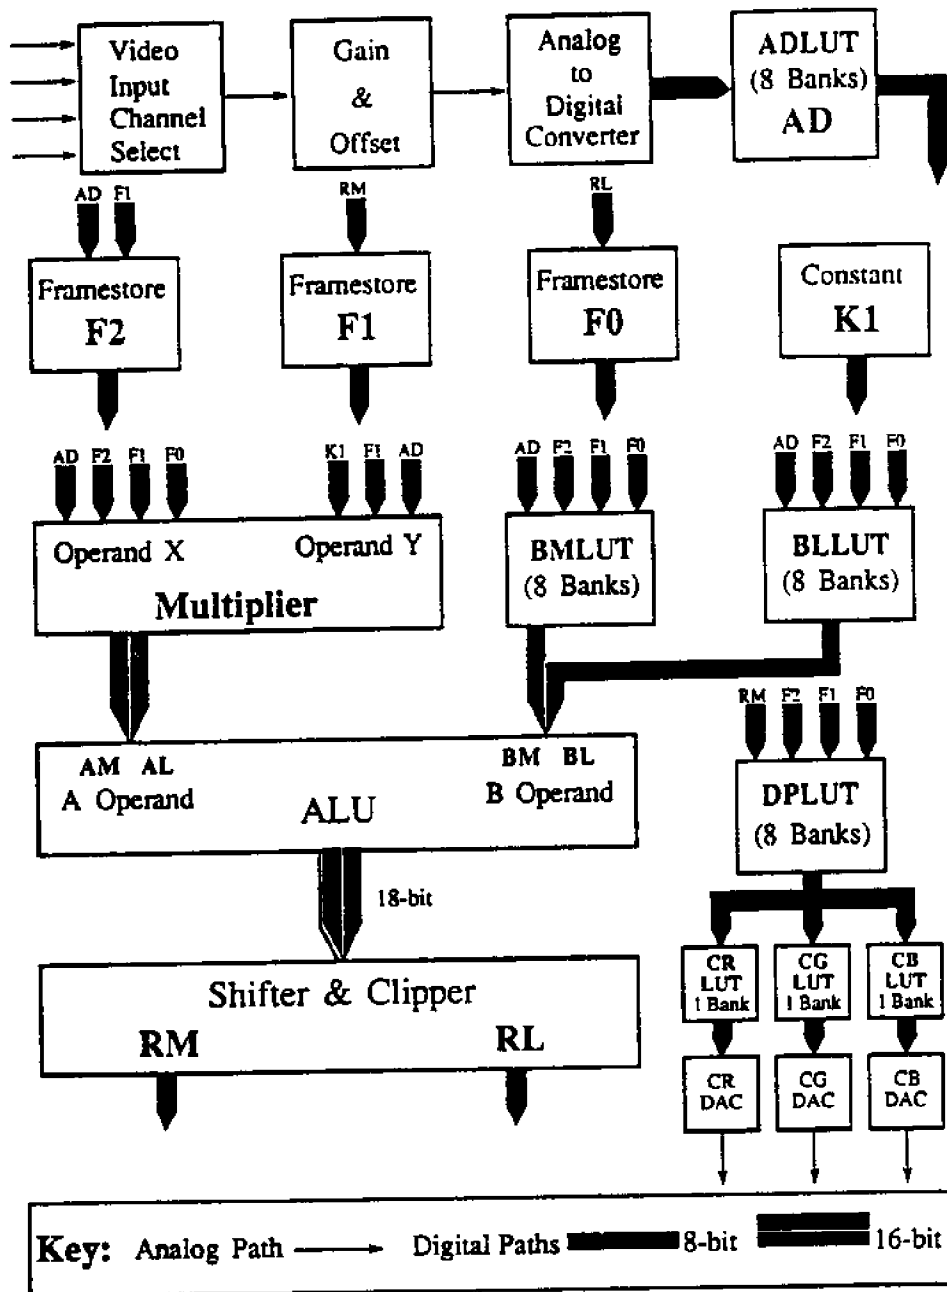 Video
Input
Channel
Select
Gain
&
Offset
Analog
to
Digital
Converter
ADLUT
(8 Banks)
AD
AD F1
RM
RL
Framestore
F2
Framestore
F1
Framestore
F0
Constant
K1
AD F2 F1 F0
K1 F1 AD
AD F2 F1 F0
AD F2 F1 F0
Operand X
Operand Y
Multiplier
BMLUT
(8 Banks)
BLLUT
(8 Banks)
RM F2 F1 F0
AM AL
A Operand
ALU
BM BL
B Operand
DPLUT
(8 Banks)
18-bit
Shifter & Clipper
RM
RL
CR
LUT
1 Bank
CG
LUT
1 Bank
CB
LUT
1 Bank
CR
DAC
CG
DAC
CB
DAC
Key: Analog Path Digital Paths 8-bit 16-bit